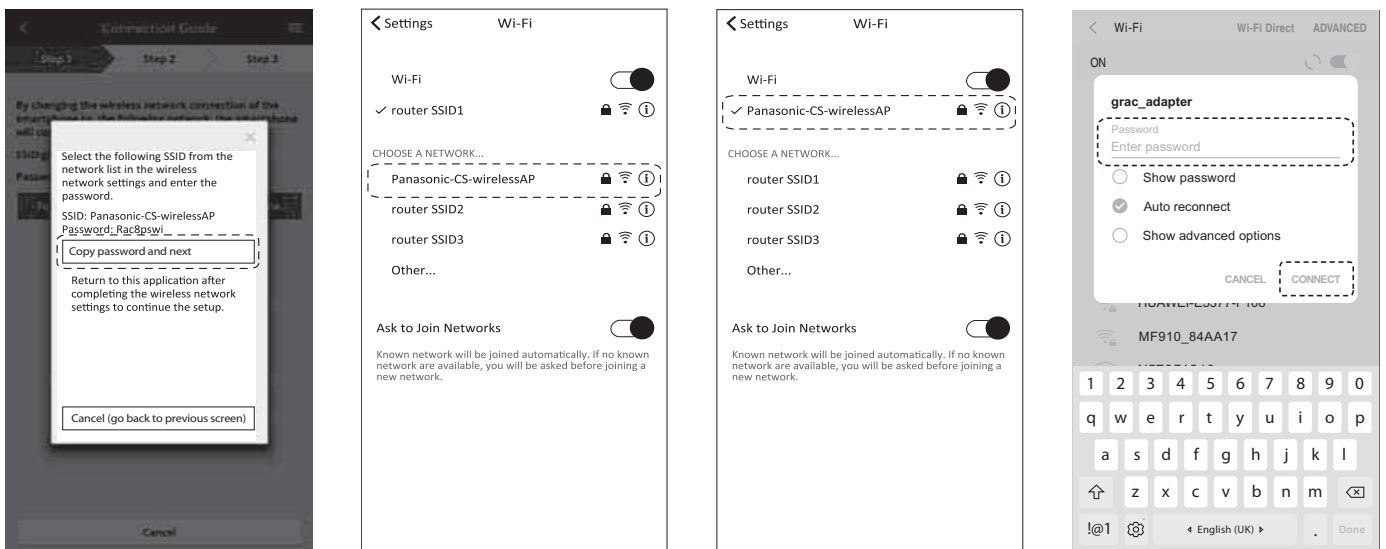 Connection Guide
Step 1
Step 2
Step 3
By changing the wireless network connection of the
Select the following SSID from the
network list in the wireless
network settings and enter the
password.
SSID: Panasonic-CS-wirelessAP
Password: Rac8pswi
Copy password and next
Return to this application after
completing the wireless network
settings to continue the setup.
Cancel (go back to previous screen)
Cancel
Settings Wi-Fi
Wi-Fi
router SSID1
CHOOSE A NETWORK...
Panasonic-CS-wirelessAP
router SSID2
router SSID3
Other...
Ask to Join Networks
Known network will be joined automatically. If no known
network are available, you will be asked before joining a
new network.
Settings Wi-Fi
Wi-Fi
Panasonic-CS-wirelessAP
CHOOSE A NETWORK...
router SSID1
router SSID2
router SSID3
Other...
Ask to Join Networks
Known network will be joined automatically. If no known
network are available, you will be asked before joining a
new network.
Wi-Fi Wi-Fi Direct ADVANCED
ON
grac_adapter
Password
Enter password
Show password
Auto reconnect
Show advanced options
CANCEL CONNECT
MF910_84AA17
1 2 3 4 5 6 7 8 9 0
q w e r t y u i o p
a s d f g h j k l
z x c v b n m
!@1 English (UK) . Done